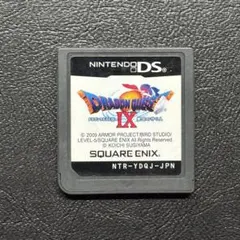 NINTENDO DS
DRAGON QUEST
IX
© 2009 ARMOR PROJECT/BIRD STUDIO/
LEVEL-5/SQUARE ENIX All Rights Reserved.
© KOICHI SUGIYAMA
SQUARE ENIX
NTR-YDQJ-JPN